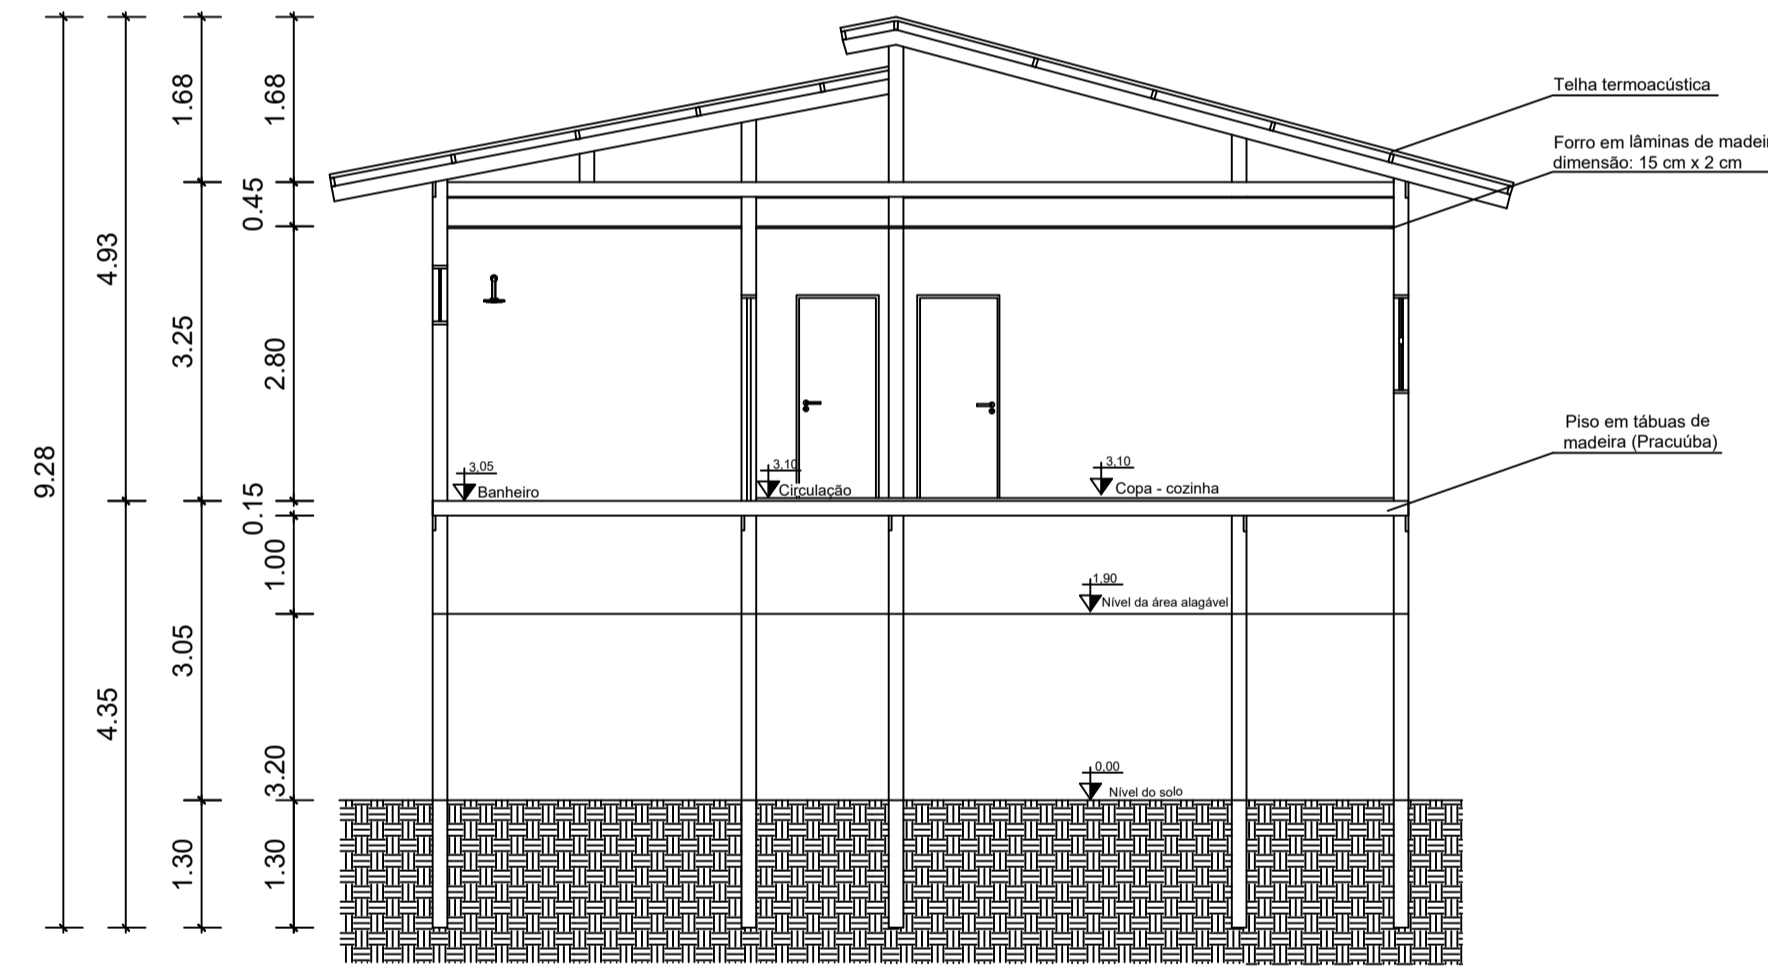 1.68
1.68
Telha termoacústica
Forro em lâminas de madeir
dimensão: 15 cm x 2 cm
0.45
4.93
3.25
2.80
Piso em tábuas de
madeira (Pracuúba)
9.28
3,05
Banheiro
3,10
Circulação
3,10
Copa - cozinha
0.15
1.00
1,90
Nível da área alagável
3.05
4.35
3.20
0,00
Nível do solo
1.30
1.30